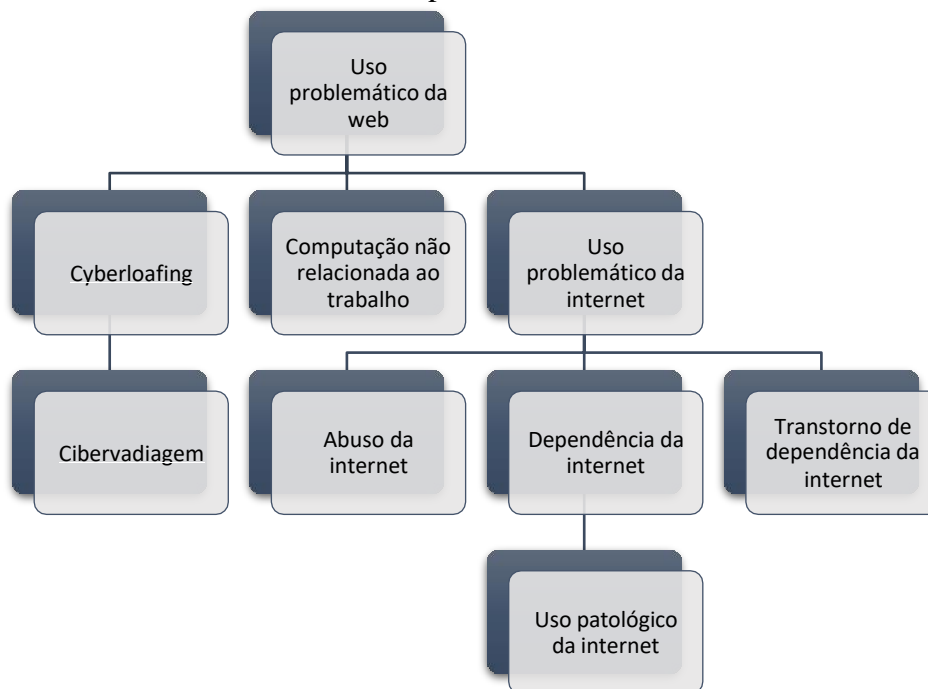 Uso
problemático da
web
Cyberloafing
Computação não
relacionada ao
trabalho
Uso
problemático da
internet
Cibervadiagem
Abuso da
internet
Dependência da
internet
Transtorno de
dependência da
internet
Uso patológico
da internet